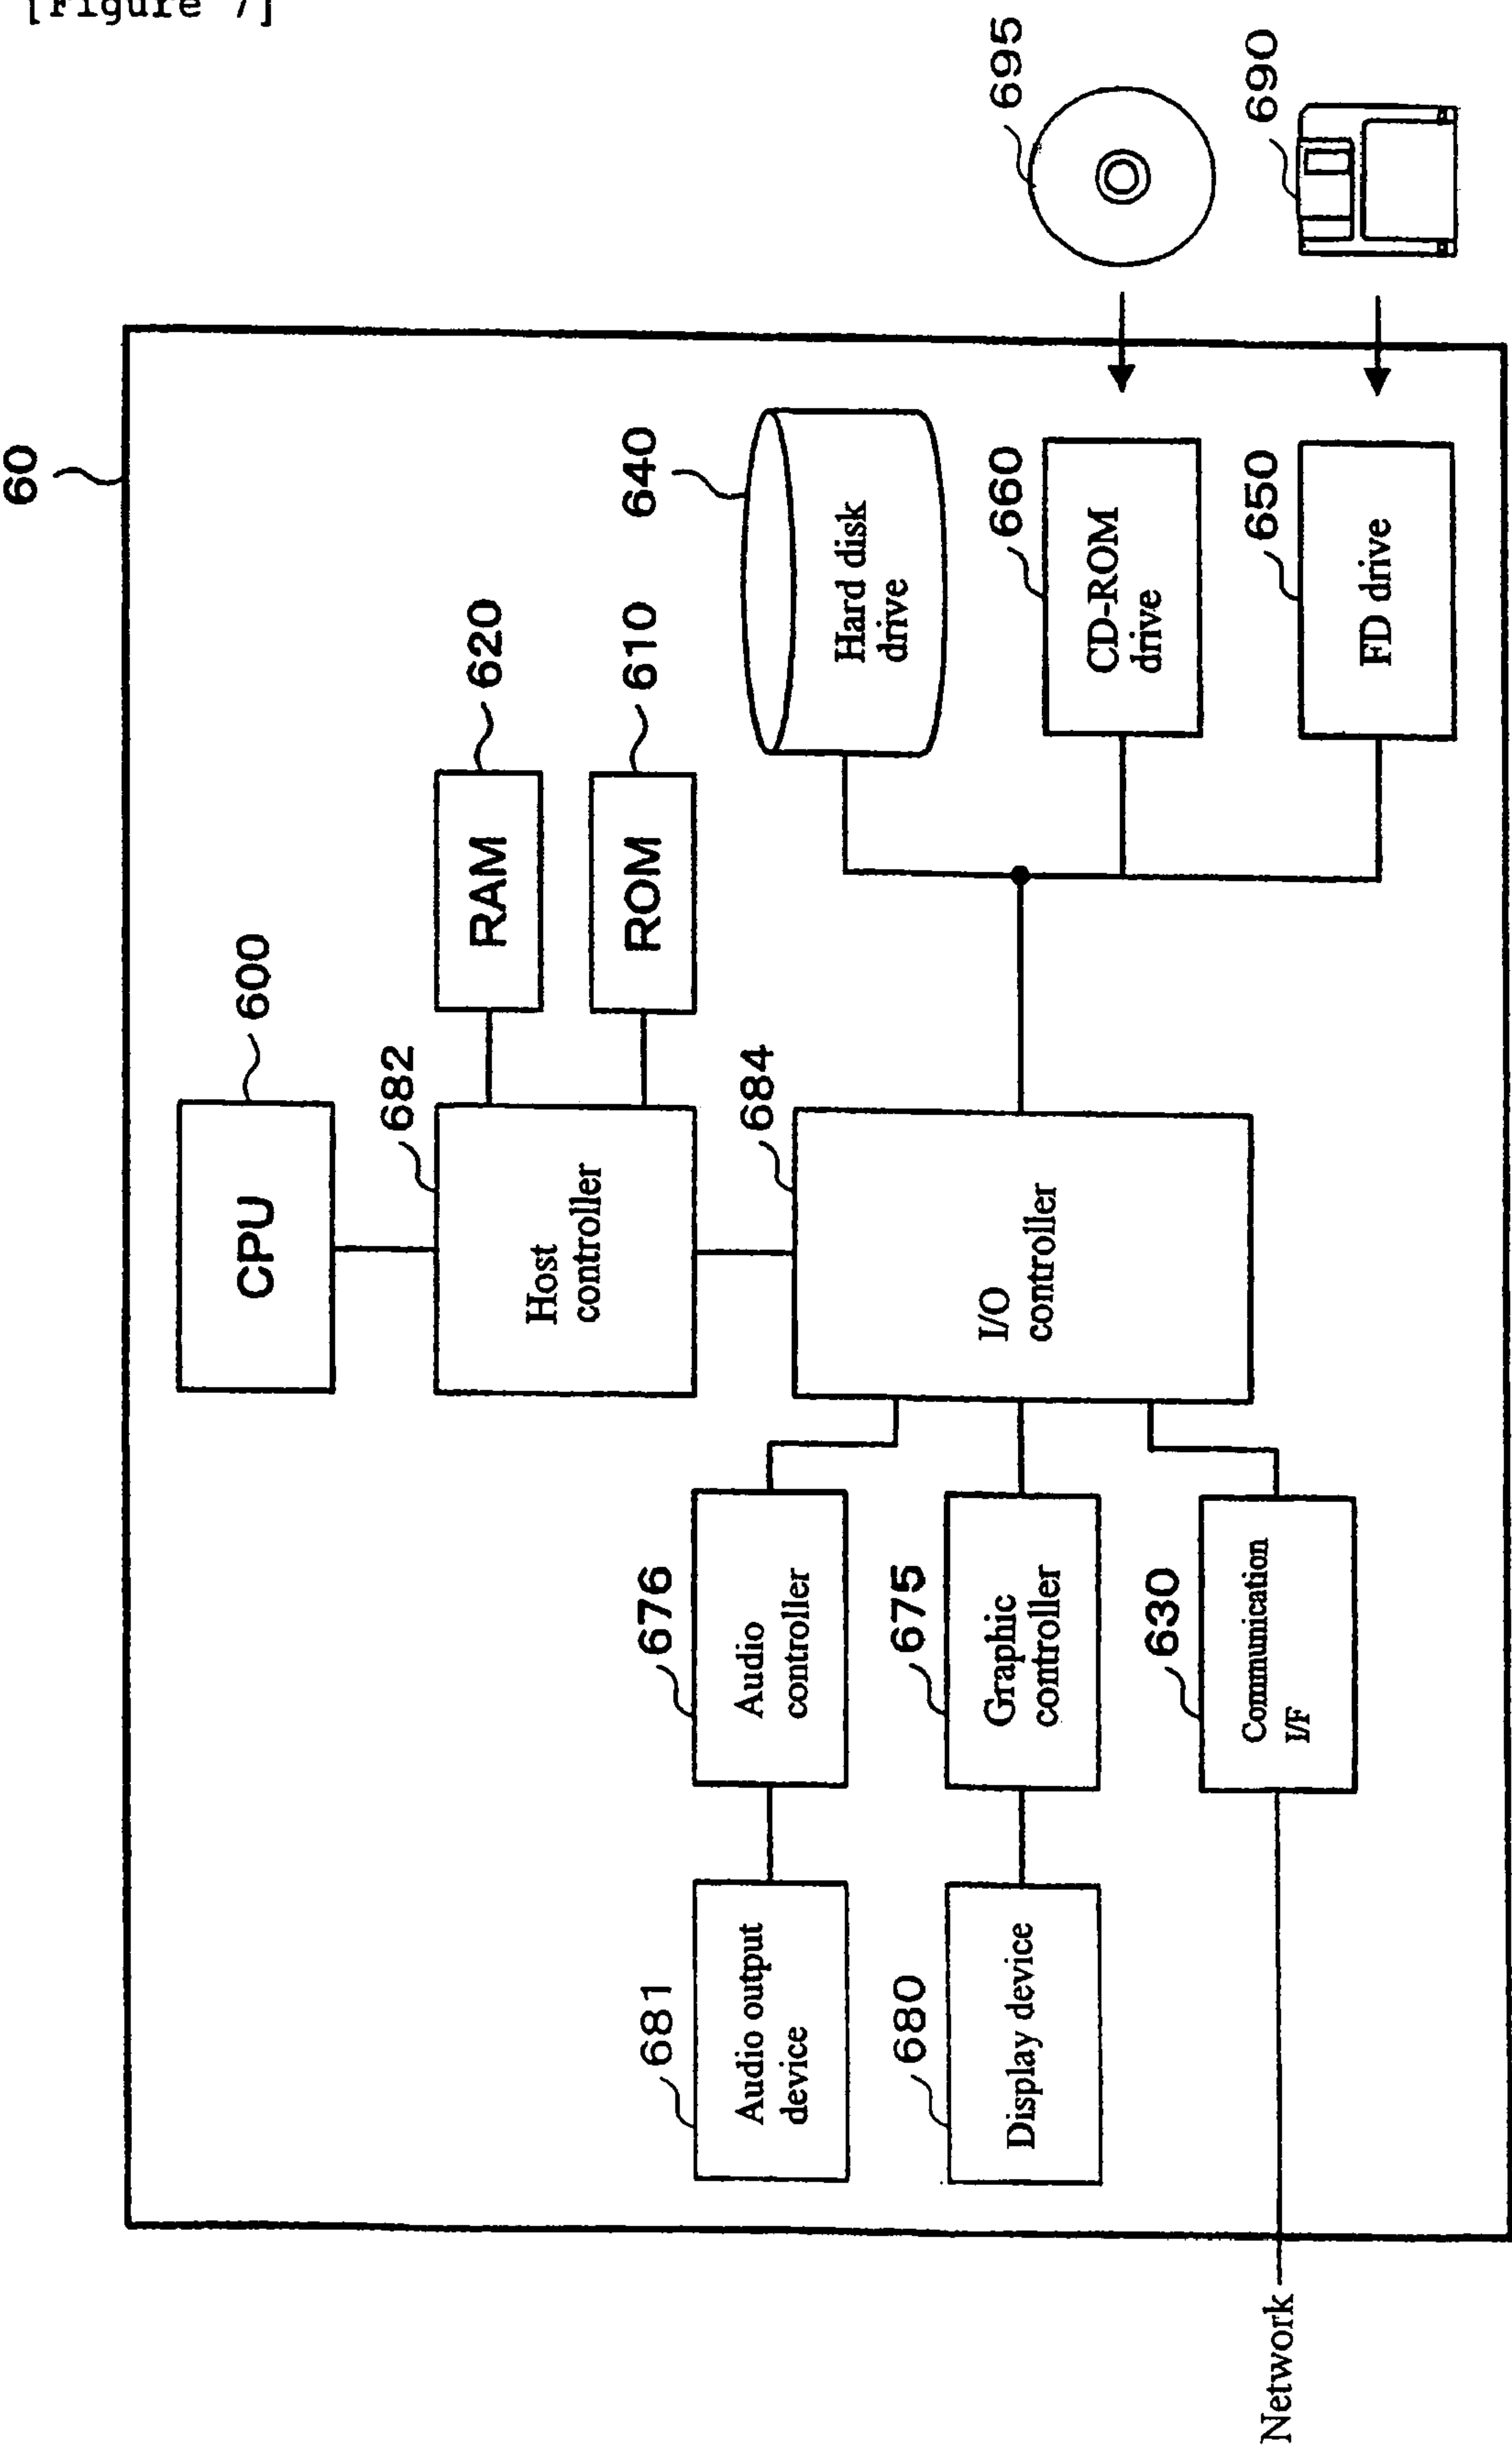 [Figure 7]
60
CPU
600
682
Host
controller
RAM
620
ROM
610
684
I/O
controller
Hard disk
drive
640
CD-ROM
drive
660
FD drive
650
695
690
681
Audio output
device
676
Audio
controller
680
Display device
675
Graphic
controller
630
Communication
I/F
Network